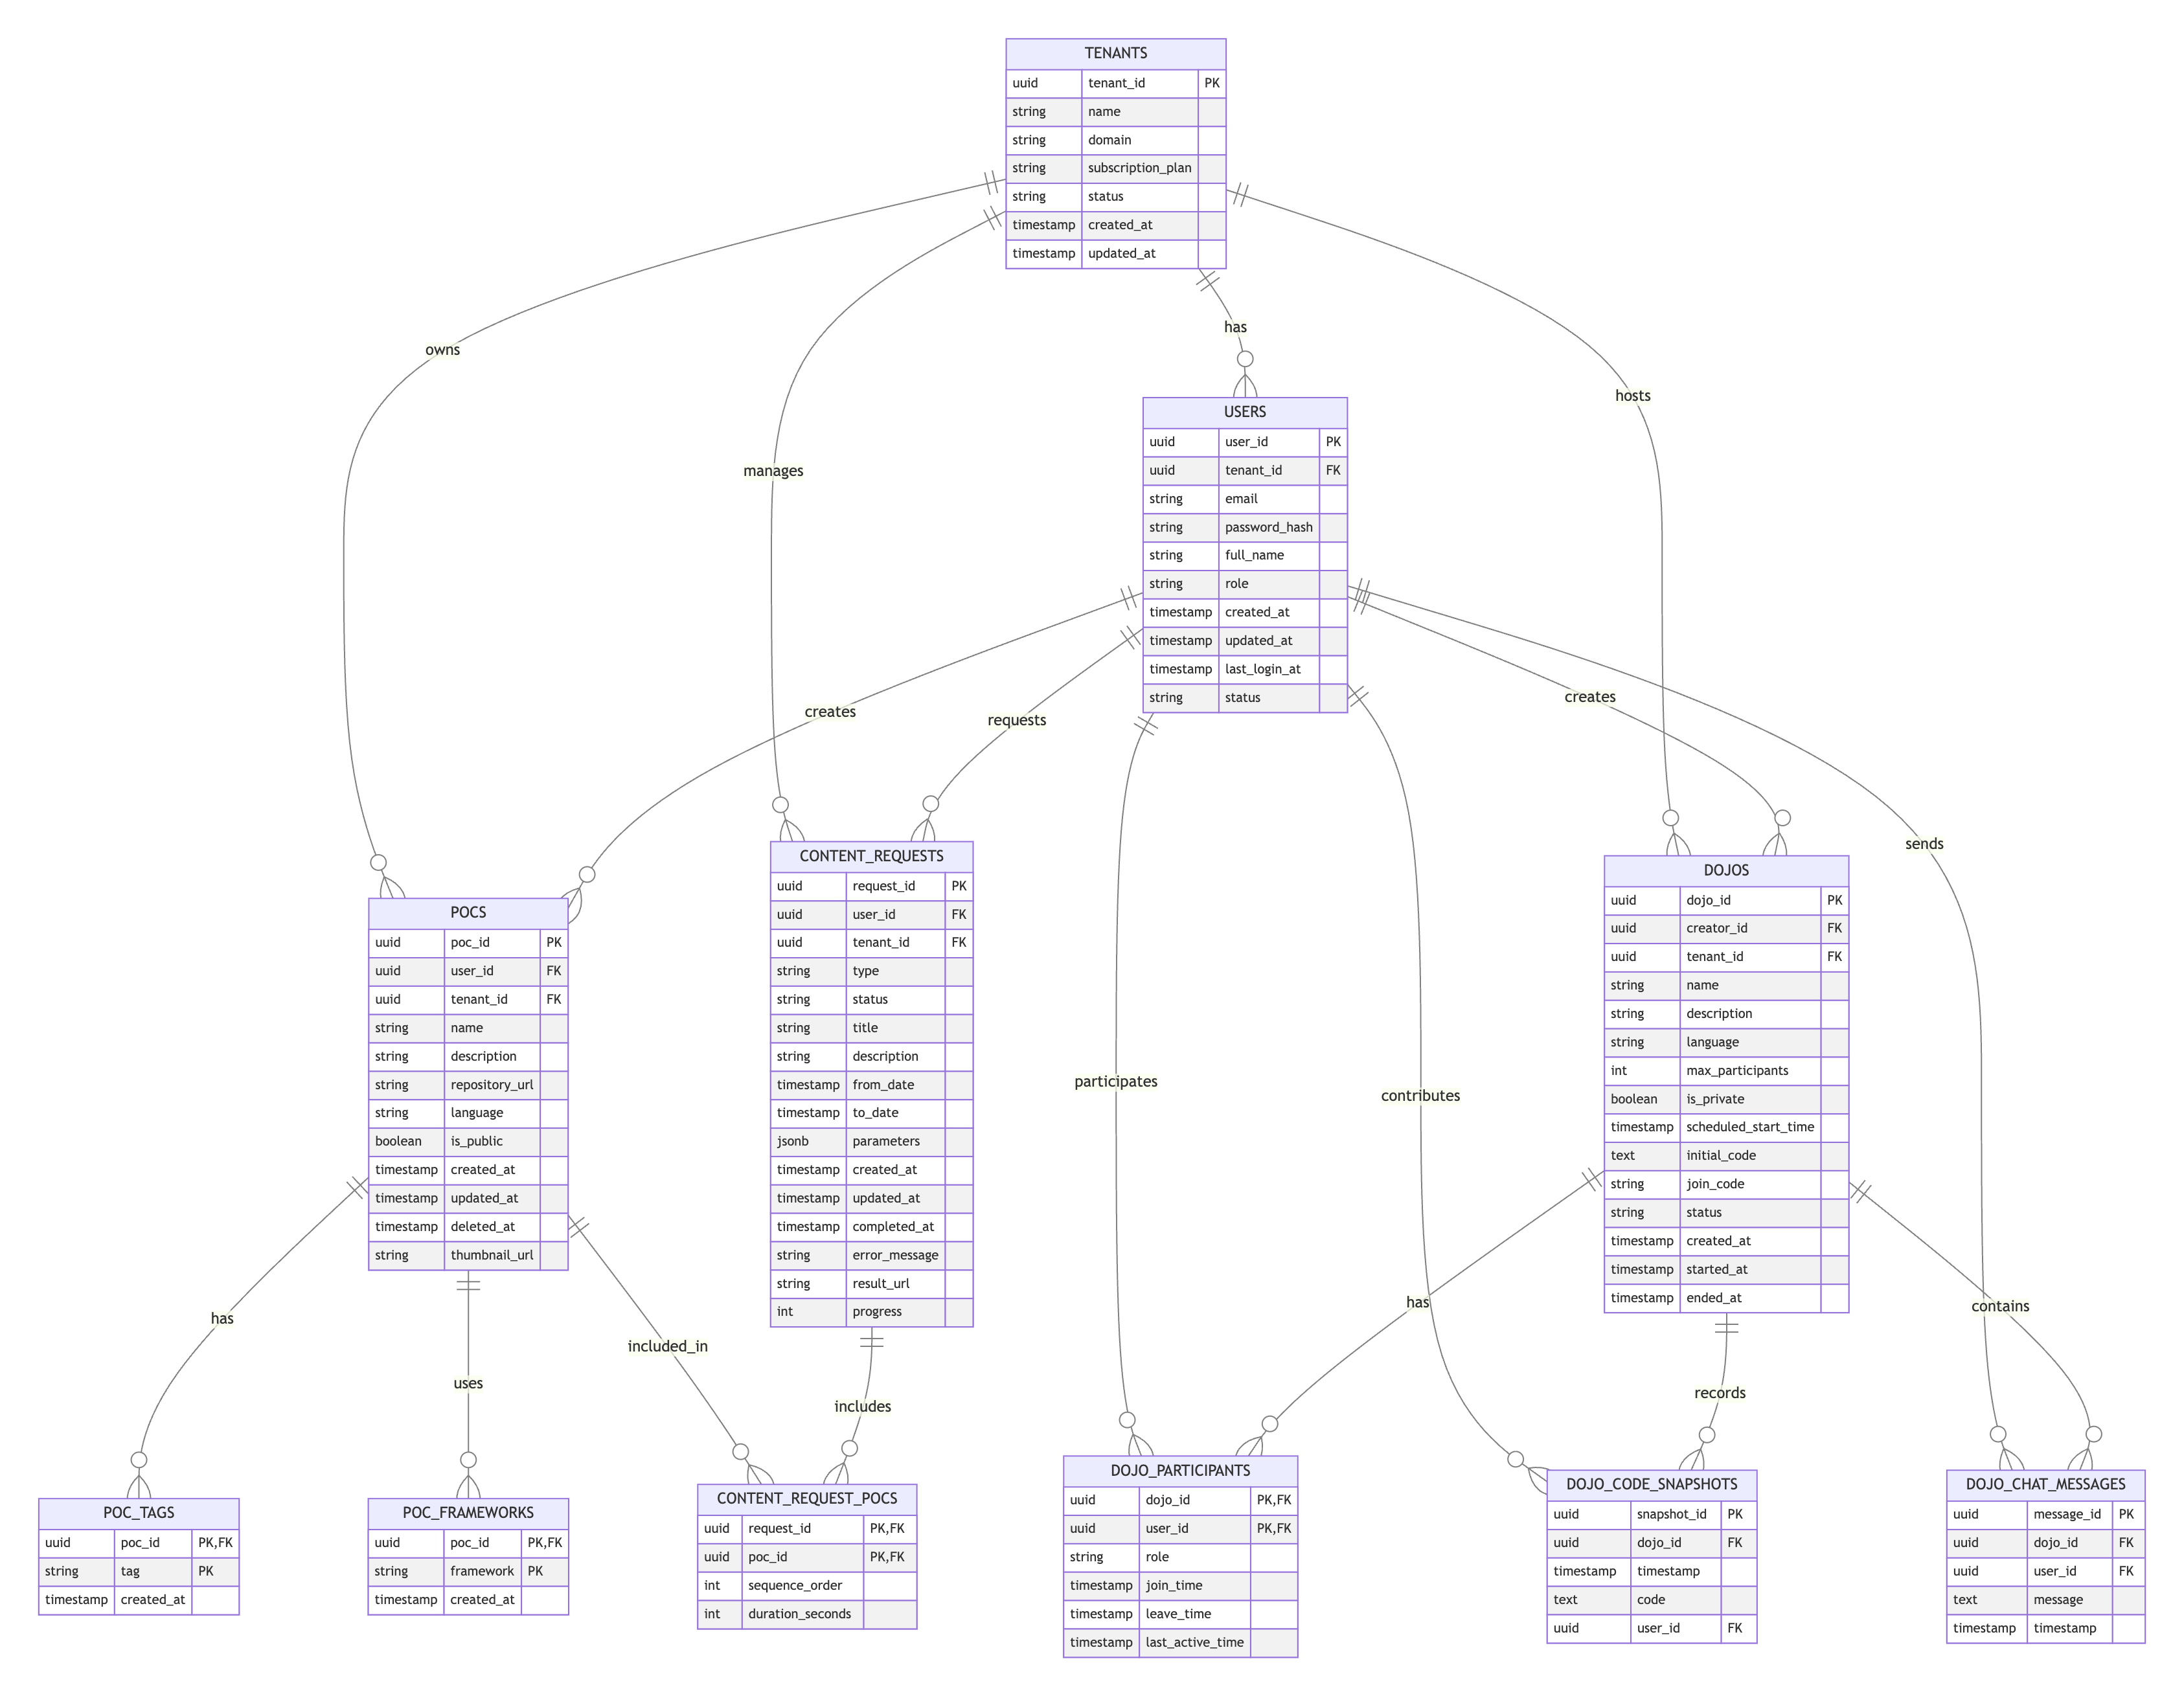 TENANTS
uuid tenant_id PK
string name
string domain
string subscription_plan
string status
timestamp created_at
timestamp updated_at
owns
manages
has
hosts
USERS
uuid user_id PK
uuid tenant_id FK
string email
string password_hash
string full_name
string role
timestamp created_at
timestamp updated_at
timestamp last_login_at
string status
creates
requests
creates
sends
participates
contributes
POCS
uuid poc_id PK
uuid user_id FK
uuid tenant_id FK
string name
string description
string repository_url
string language
boolean is_public
timestamp created_at
timestamp updated_at
timestamp deleted_at
string thumbnail_url
CONTENT_REQUESTS
uuid request_id PK
uuid user_id FK
uuid tenant_id FK
string type
string status
string title
string description
timestamp from_date
timestamp to_date
jsonb parameters
timestamp created_at
timestamp updated_at
timestamp completed_at
string error_message
string result_url
int progress
DOJOS
uuid dojo_id PK
uuid creator_id FK
uuid tenant_id FK
string name
string description
string language
int max_participants
boolean is_private
timestamp scheduled_start_time
text initial_code
string join_code
string status
timestamp created_at
timestamp started_at
timestamp ended_at
has
uses
included_in
includes
has
records
contains
POC_TAGS
uuid poc_id PK,FK
string tag PK
timestamp created_at
POC_FRAMEWORKS
uuid poc_id PK,FK
string framework PK
timestamp created_at
CONTENT_REQUEST_POCS
uuid request_id PK,FK
uuid poc_id PK,FK
int sequence_order
int duration_seconds
DOJO_PARTICIPANTS
uuid dojo_id PK,FK
uuid user_id PK,FK
string role
timestamp join_time
timestamp leave_time
timestamp last_active_time
DOJO_CODE_SNAPSHOTS
uuid snapshot_id PK
uuid dojo_id FK
timestamp timestamp
text code
uuid user_id FK
DOJO_CHAT_MESSAGES
uuid message_id PK
uuid dojo_id FK
uuid user_id FK
text message
timestamp timestamp